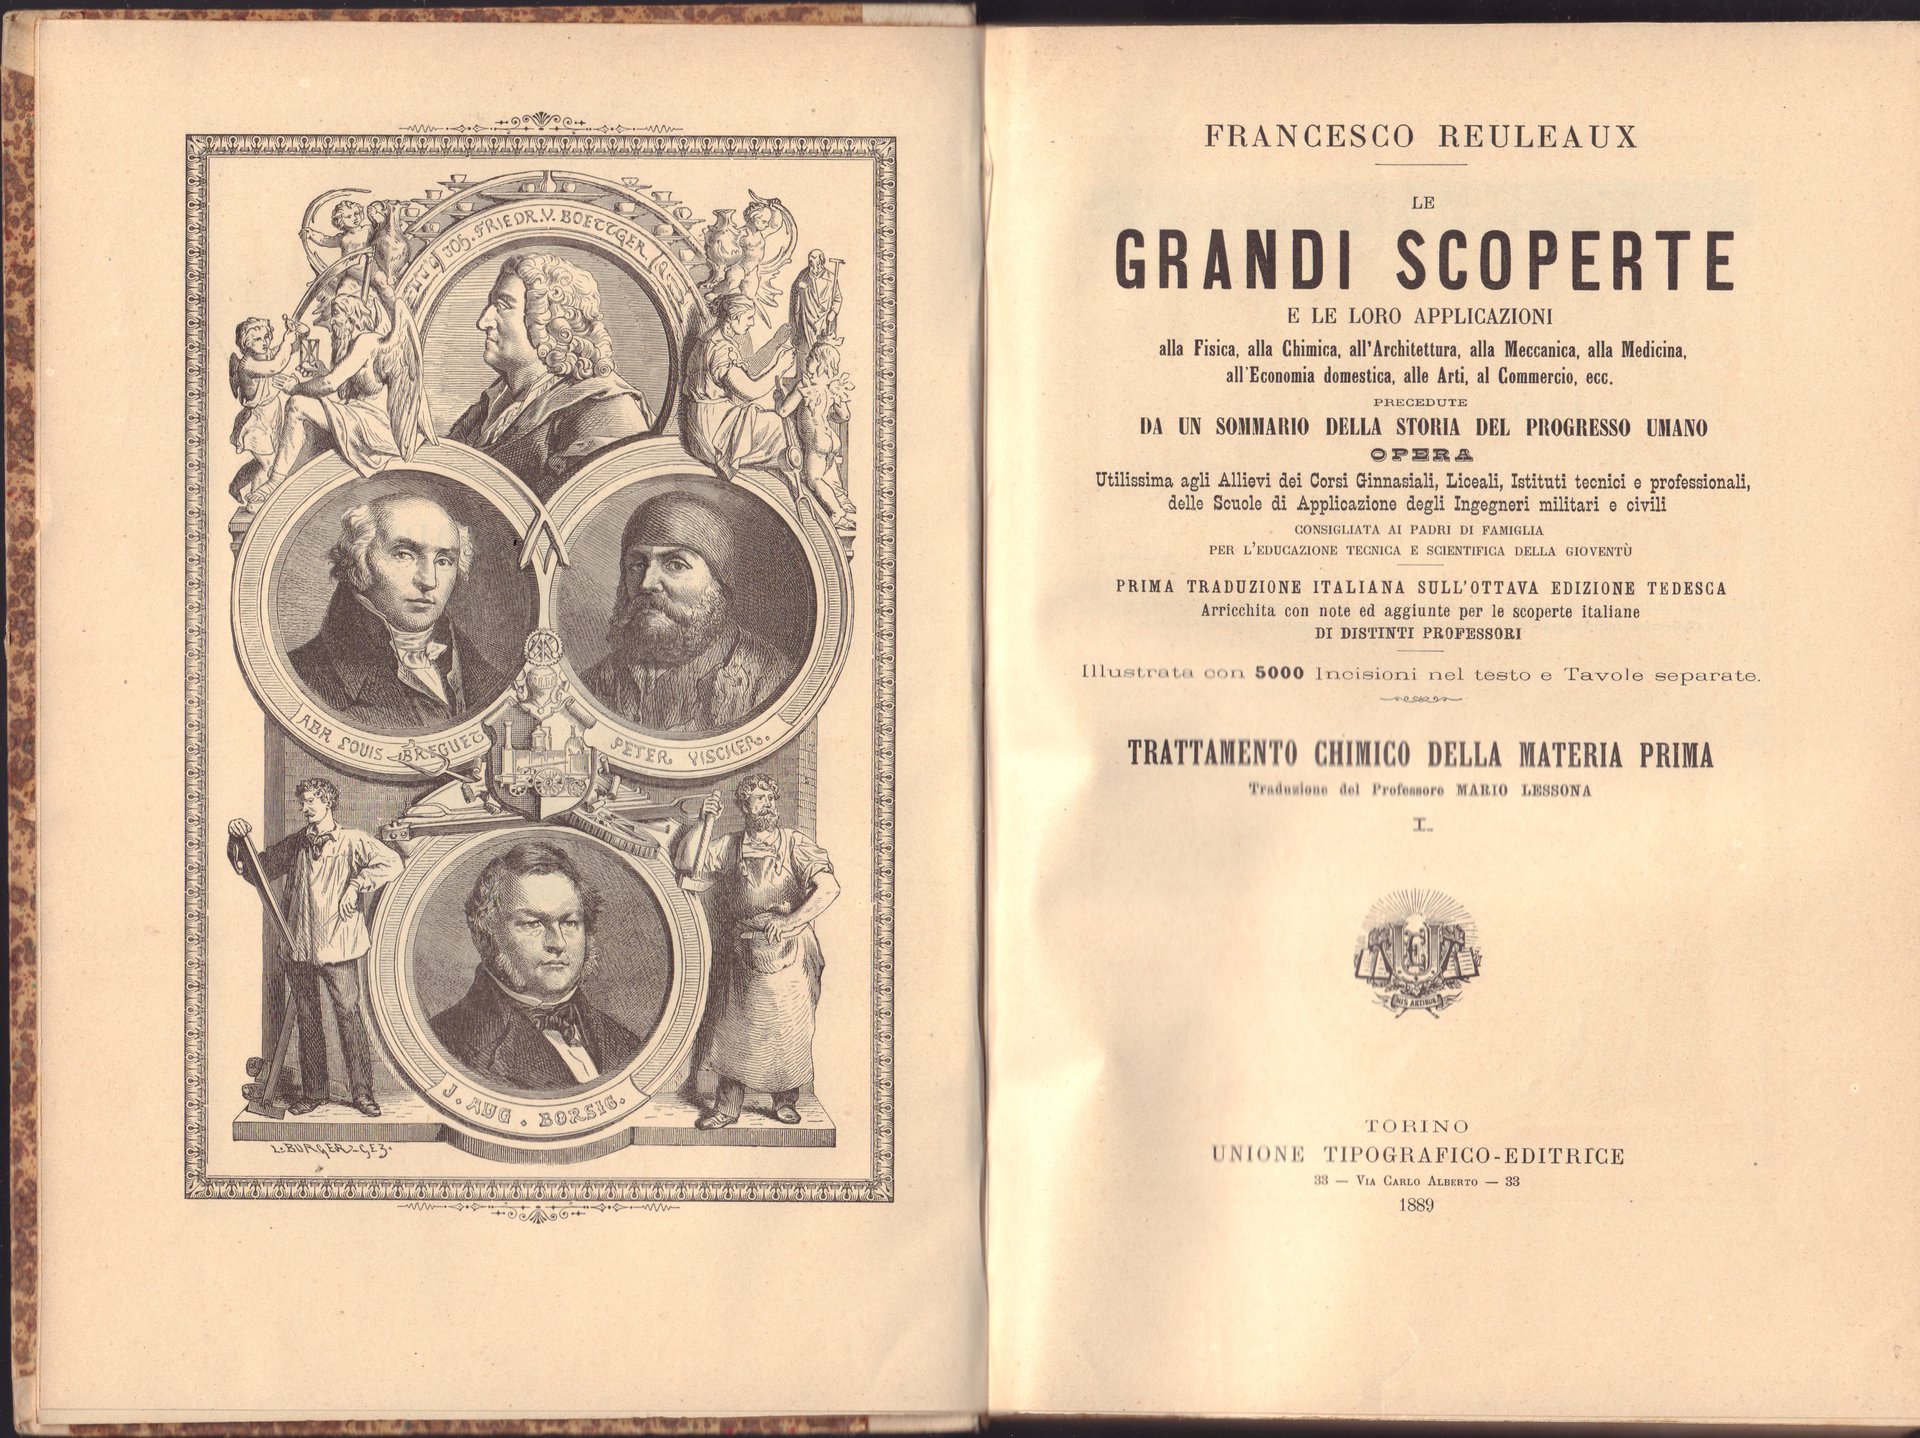 JOH. FRIEDR. V. BOETTGER
ABR LOUIS BREGUET
PETER VISCHER.
J. AUG. BORSIG.
L. BURGER-GEZ.
FRANCESCO REULEAUX
LE
GRANDI SCOPERTE
E LE LORO APPLICAZIONI
alla Fisica, alla Chimica, all'Architettura, alla Meccanica, alla Medicina,
all'Economia domestica, alle Arti, al Commercio, ecc.
PRECEDUTE
DA UN SOMMARIO DELLA STORIA DEL PROGRESSO UMANO
OPERA
Utilissima agli Allievi dei Corsi Ginnasiali, Liceali, Istituti tecnici e professionali,
delle Scuole di Applicazione degli Ingegneri militari e civili
CONSIGLIATA AI PADRI DI FAMIGLIA
PER L'EDUCAZIONE TECNICA E SCIENTIFICA DELLA GIOVENTÙ
PRIMA TRADUZIONE ITALIANA SULL'OTTAVA EDIZIONE TEDESCA
Arricchita con note ed aggiunte per le scoperte italiane
DI DISTINTI PROFESSORI
Illustrata con 5000 Incisioni nel testo e Tavole separate.
TRATTAMENTO CHIMICO DELLA MATERIA PRIMA
Traduzione del Professore MARIO LESSONA
I.
HIS ARTIBUS
TORINO
UNIONE TIPOGRAFICO-EDITRICE
33 — VIA CARLO ALBERTO — 33
1889